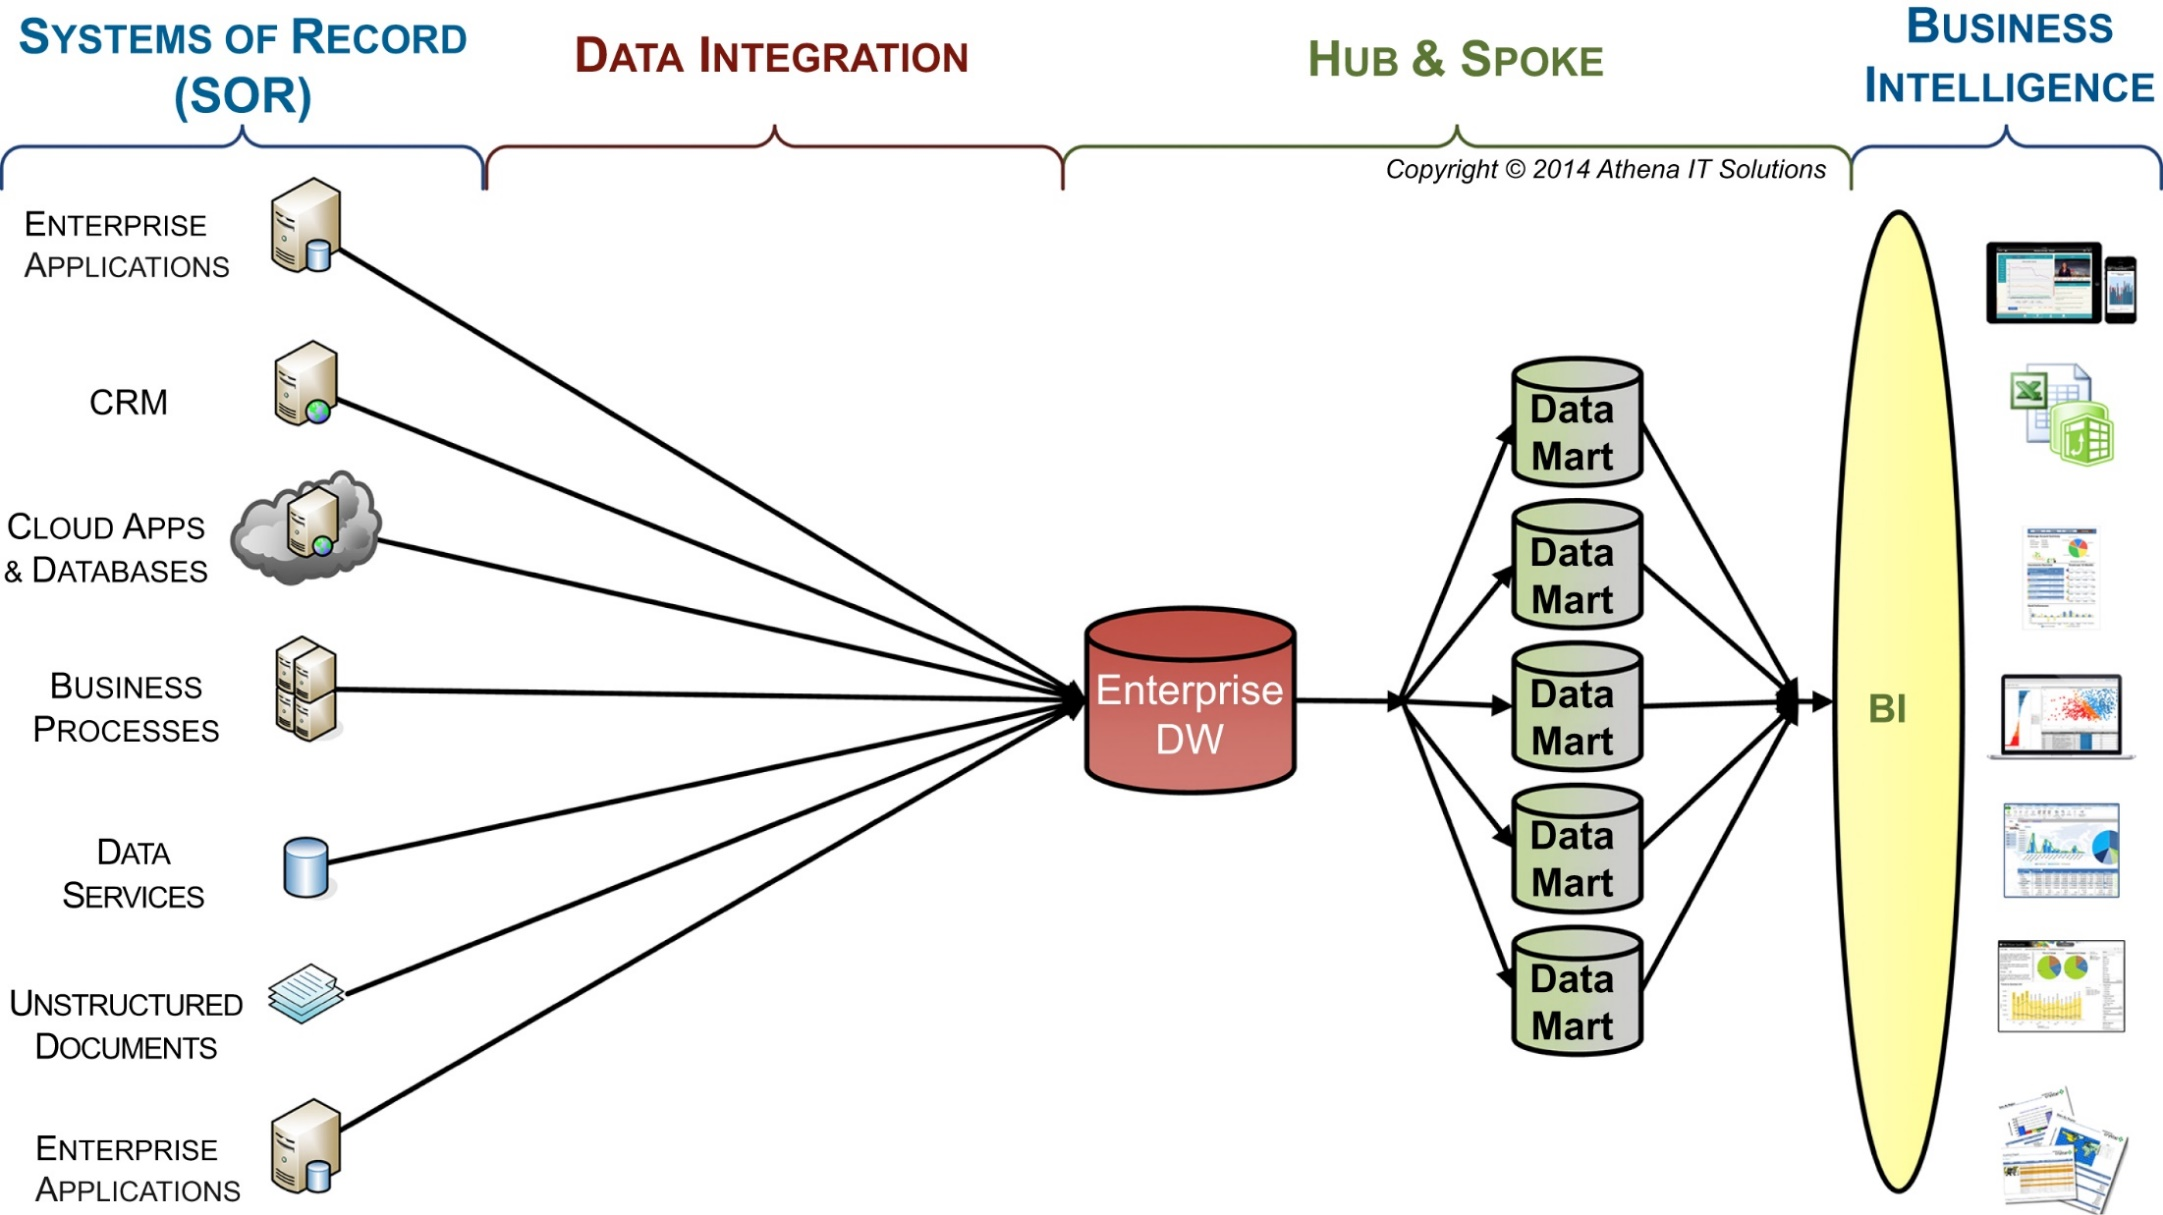 SYSTEMS OF RECORD
(SOR)
DATA INTEGRATION
HUB & SPOKE
BUSINESS
INTELLIGENCE
Copyright © 2014 Athena IT Solutions
ENTERPRISE
APPLICATIONS
CRM
CLOUD APPS
& DATABASES
BUSINESS
PROCESSES
DATA
SERVICES
UNSTRUCTURED
DOCUMENTS
ENTERPRISE
APPLICATIONS
Enterprise
DW
Data
Mart
Data
Mart
Data
Mart
Data
Mart
Data
Mart
BI